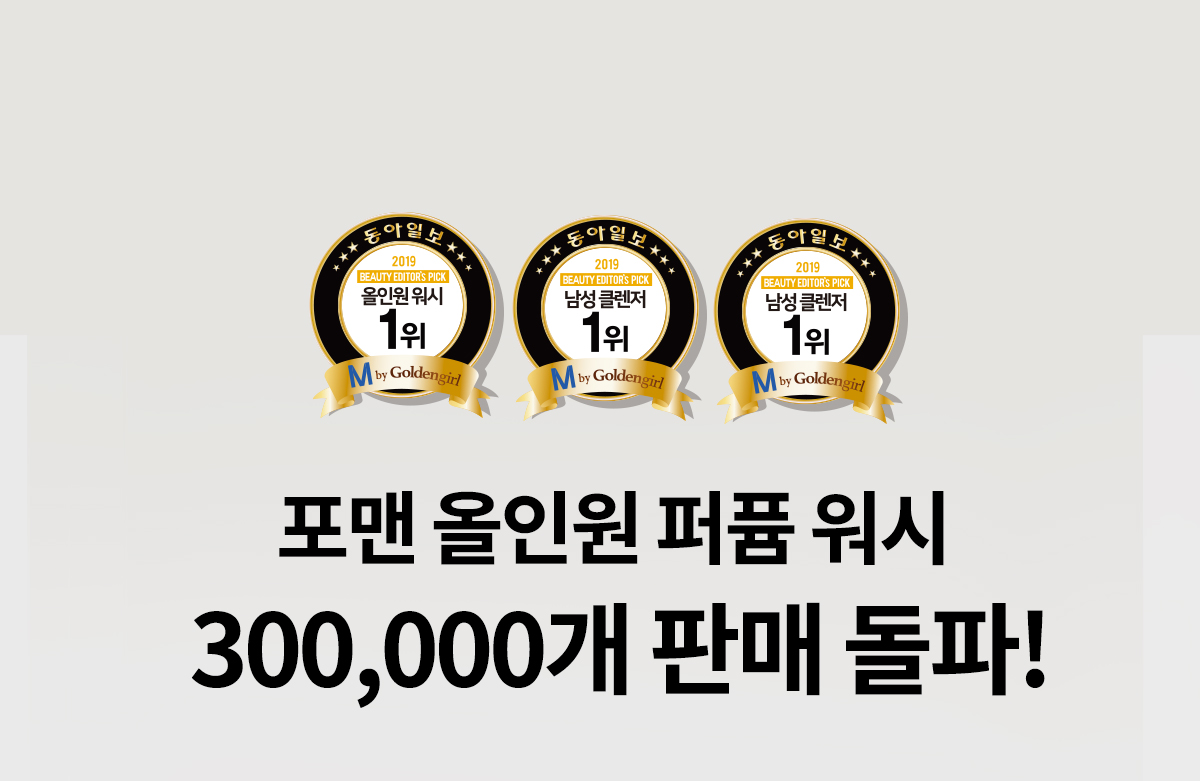 동아일보
2019
BEAUTY EDITOR'S PICK
올인원 워시
1위
M by Goldengirl
동아일보
2019
BEAUTY EDITOR'S PICK
남성 클렌저
1위
M by Goldengirl
동아일보
2019
BEAUTY EDITOR'S PICK
남성 클렌저
1위
M by Goldengirl
포맨 올인원 퍼퓸 워시
300,000개 판매 돌파!